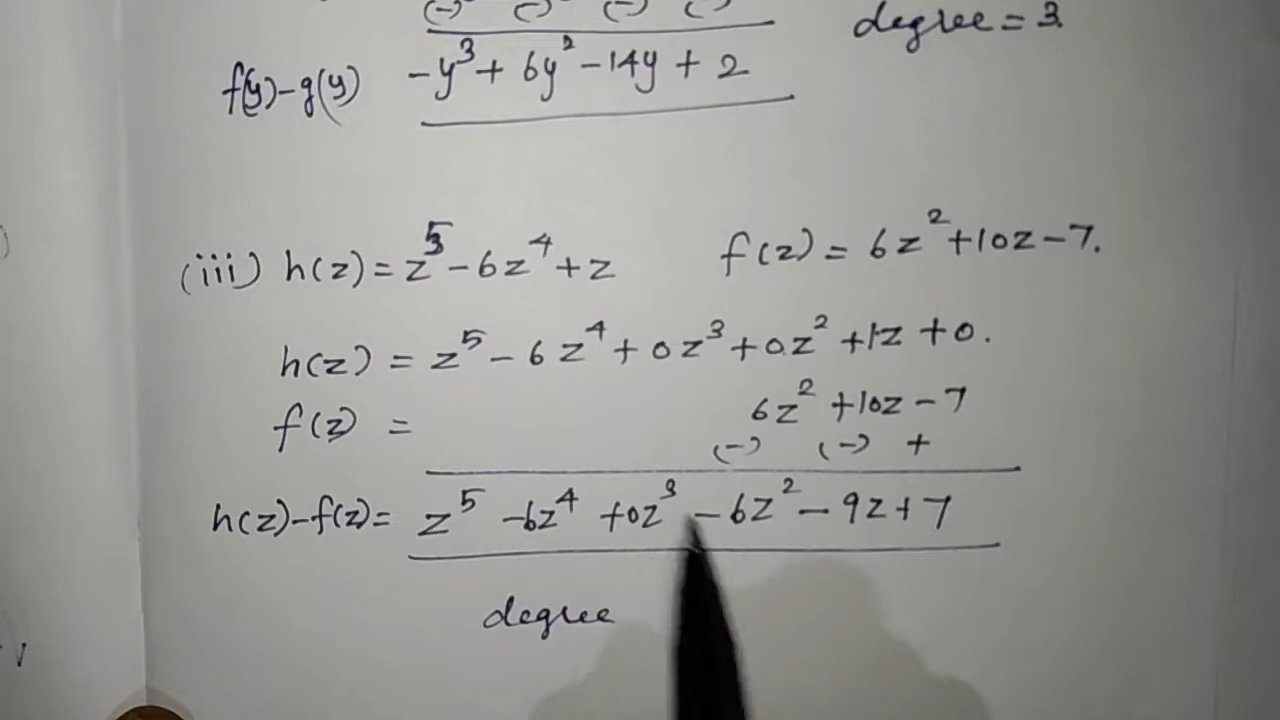 (-) (-) (-) (-)
degree = 3
f(y)-g(y) -y³ + 6y² - 14y + 2
(iii) h(z) = z⁵ - 6z⁴ + z f(z) = 6z² + 10z - 7.
h(z) = z⁵ - 6z⁴ + 0z³ + 0z² + 1z + 0.
f(z) = 6z² + 10z - 7
(-) (-) +
h(z)-f(z) = z⁵ - 6z⁴ + 0z³ - 6z² - 9z + 7
degree